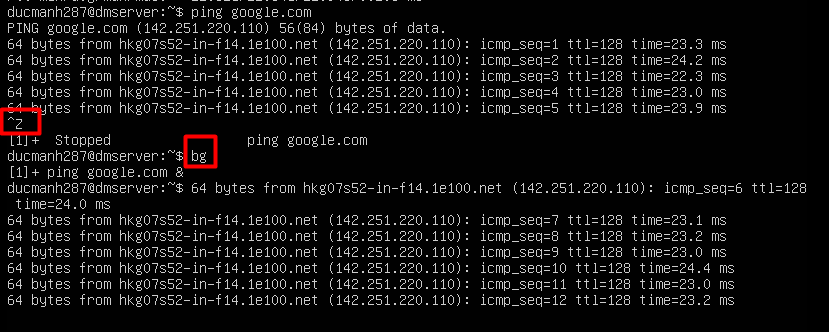 ducmanh287@dmserver:~$ ping google.com
PING google.com (142.251.220.110) 56(84) bytes of data.
64 bytes from hkg07s52-in-f14.1e100.net (142.251.220.110): icmp_seq=1 ttl=128 time=23.3 ms
64 bytes from hkg07s52-in-f14.1e100.net (142.251.220.110): icmp_seq=2 ttl=128 time=24.2 ms
64 bytes from hkg07s52-in-f14.1e100.net (142.251.220.110): icmp_seq=3 ttl=128 time=22.3 ms
64 bytes from hkg07s52-in-f14.1e100.net (142.251.220.110): icmp_seq=4 ttl=128 time=23.0 ms
64 bytes from hkg07s52-in-f14.1e100.net (142.251.220.110): icmp_seq=5 ttl=128 time=23.9 ms
^Z
[1]+  Stopped                 ping google.com
ducmanh287@dmserver:~$ bg
[1]+ ping google.com &
ducmanh287@dmserver:~$ 64 bytes from hkg07s52-in-f14.1e100.net (142.251.220.110): icmp_seq=6 ttl=128
 time=24.0 ms
64 bytes from hkg07s52-in-f14.1e100.net (142.251.220.110): icmp_seq=7 ttl=128 time=23.1 ms
64 bytes from hkg07s52-in-f14.1e100.net (142.251.220.110): icmp_seq=8 ttl=128 time=23.2 ms
64 bytes from hkg07s52-in-f14.1e100.net (142.251.220.110): icmp_seq=9 ttl=128 time=23.0 ms
64 bytes from hkg07s52-in-f14.1e100.net (142.251.220.110): icmp_seq=10 ttl=128 time=24.4 ms
64 bytes from hkg07s52-in-f14.1e100.net (142.251.220.110): icmp_seq=11 ttl=128 time=23.0 ms
64 bytes from hkg07s52-in-f14.1e100.net (142.251.220.110): icmp_seq=12 ttl=128 time=23.2 ms